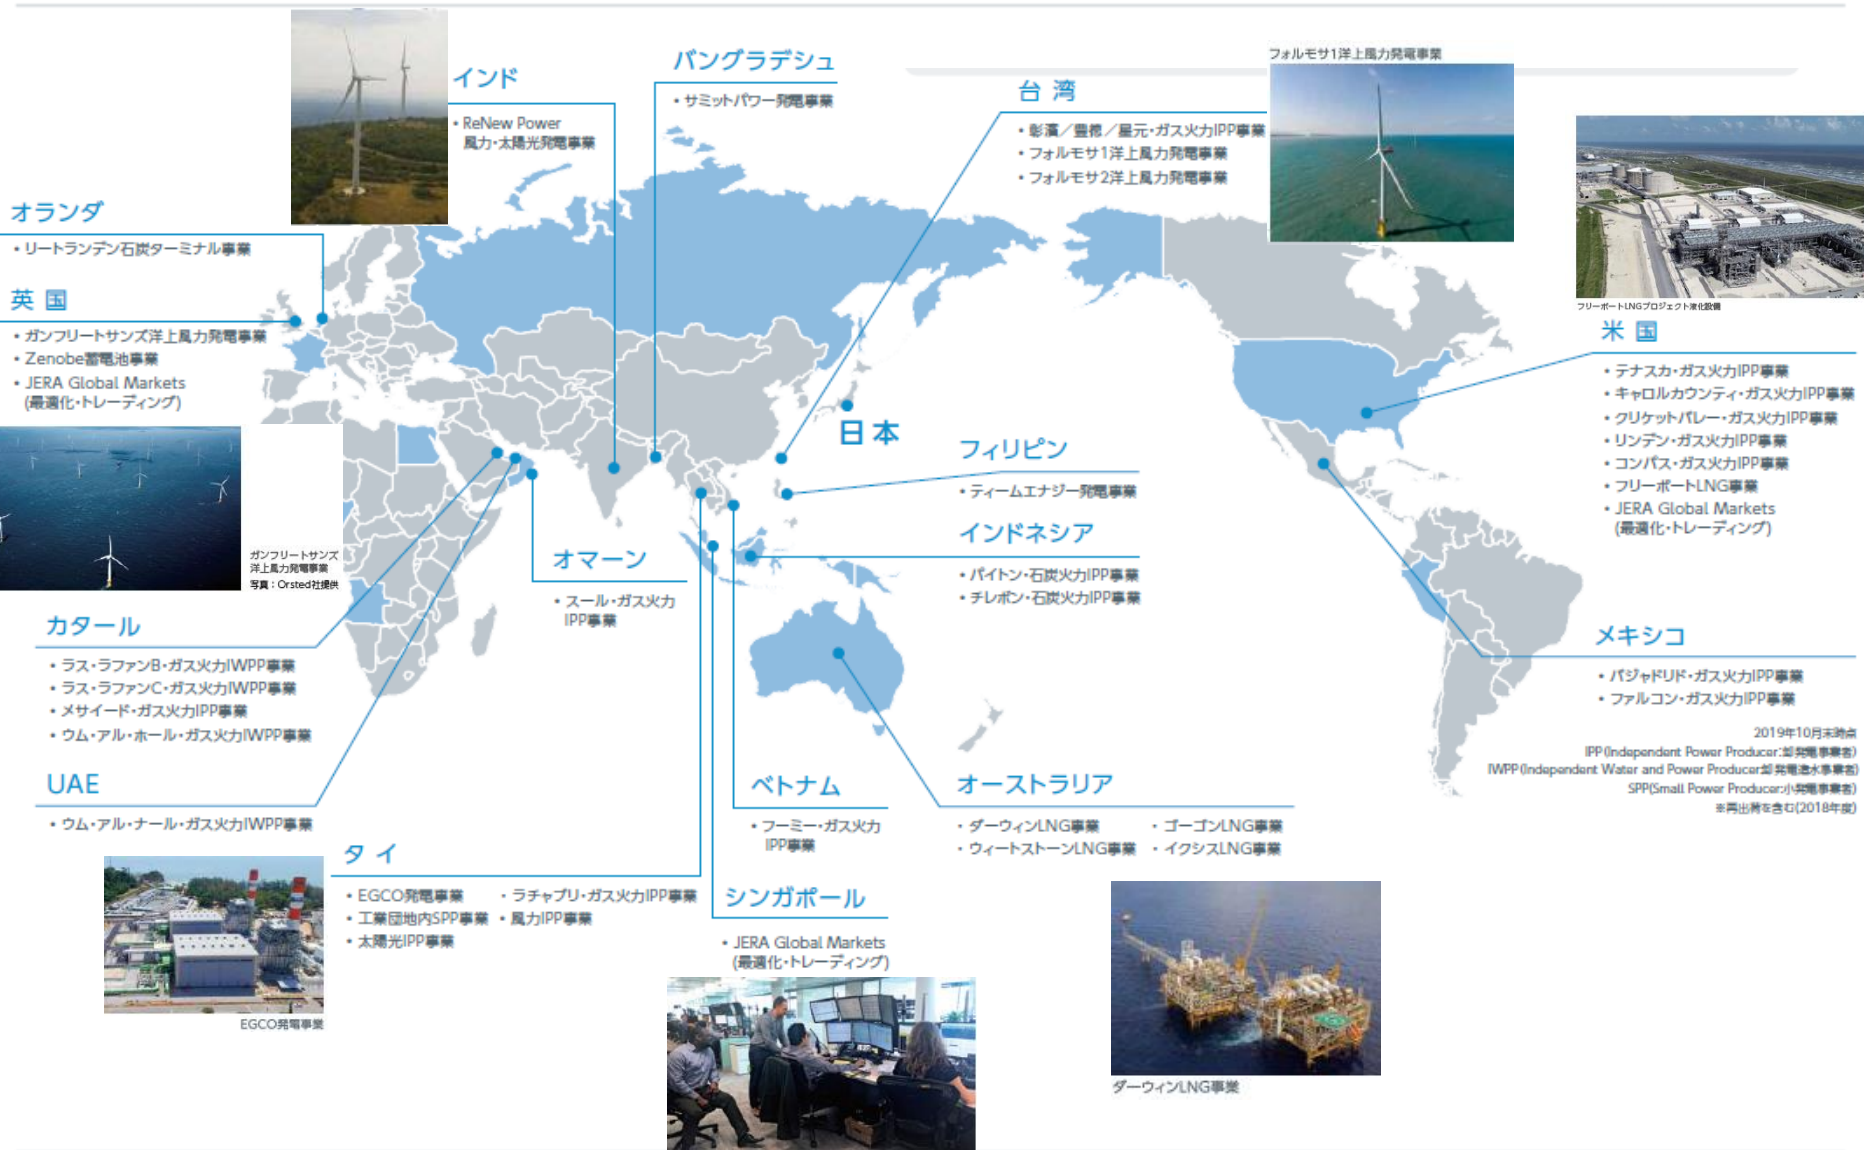 インド
• ReNew Power
風力・太陽光発電事業
バングラデシュ
• サミットパワー発電事業
台 湾
• 彰濱／豊徳／星元・ガス火力IPP事業
• フォルモサ1洋上風力発電事業
• フォルモサ2洋上風力発電事業
フォルモサ1洋上風力発電事業
フリーポートLNGプロジェクト液化設備
オランダ
• リートランデン石炭ターミナル事業
英 国
• ガンフリートサンズ洋上風力発電事業
• Zenobe蓄電池事業
• JERA Global Markets
(最適化・トレーディング)
ガンフリートサンズ
洋上風力発電事業
写真：Orsted社提供
米 国
• テナスカ・ガス火力IPP事業
• キャロルカウンティ・ガス火力IPP事業
• クリケットバレー・ガス火力IPP事業
• リンデン・ガス火力IPP事業
• コンパス・ガス火力IPP事業
• フリーポートLNG事業
• JERA Global Markets
(最適化・トレーディング)
日本
フィリピン
• ティームエナジー発電事業
インドネシア
• パイトン・石炭火力IPP事業
• チレボン・石炭火力IPP事業
オマーン
• スール・ガス火力
IPP事業
カタール
• ラス・ラファンB・ガス火力IWPP事業
• ラス・ラファンC・ガス火力IWPP事業
• メサイード・ガス火力IPP事業
• ウム・アル・ホール・ガス火力IWPP事業
UAE
• ウム・アル・ナール・ガス火力IWPP事業
メキシコ
• バジャドリド・ガス火力IPP事業
• ファルコン・ガス火力IPP事業
2019年10月末時点
IPP(Independent Power Producer:発電事業者)
IWPP(Independent Water and Power Producer:発電造水事業者)
SPP(Small Power Producer:小発電事業者)
※再出荷を含む(2018年度)
ベトナム
• フーミー・ガス火力
IPP事業
オーストラリア
・ ダーウィンLNG事業 ・ ゴーゴンLNG事業
・ ウィートストーンLNG事業 ・ イクシスLNG事業
タ イ
• EGCO発電事業 ・ ラチャブリ・ガス火力IPP事業
• 工業団地内SPP事業 • 風力IPP事業
• 太陽光IPP事業
シンガポール
• JERA Global Markets
(最適化・トレーディング)
EGCO発電事業
ダーウィンLNG事業